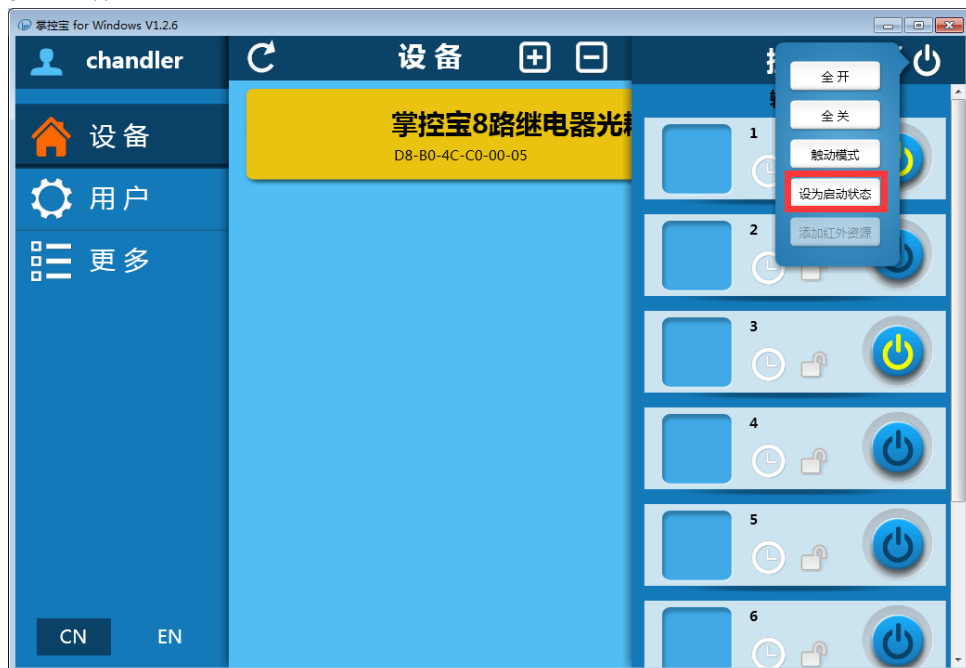 掌控宝 for Windows V1.2.6
chandler
设备
用户
更多
CN
EN
设备
掌控宝8路继电器光
D8-B0-4C-C0-00-05
全开
全关
触动模式
设为启动状态
添加红外资源
1
2
3
4
5
6